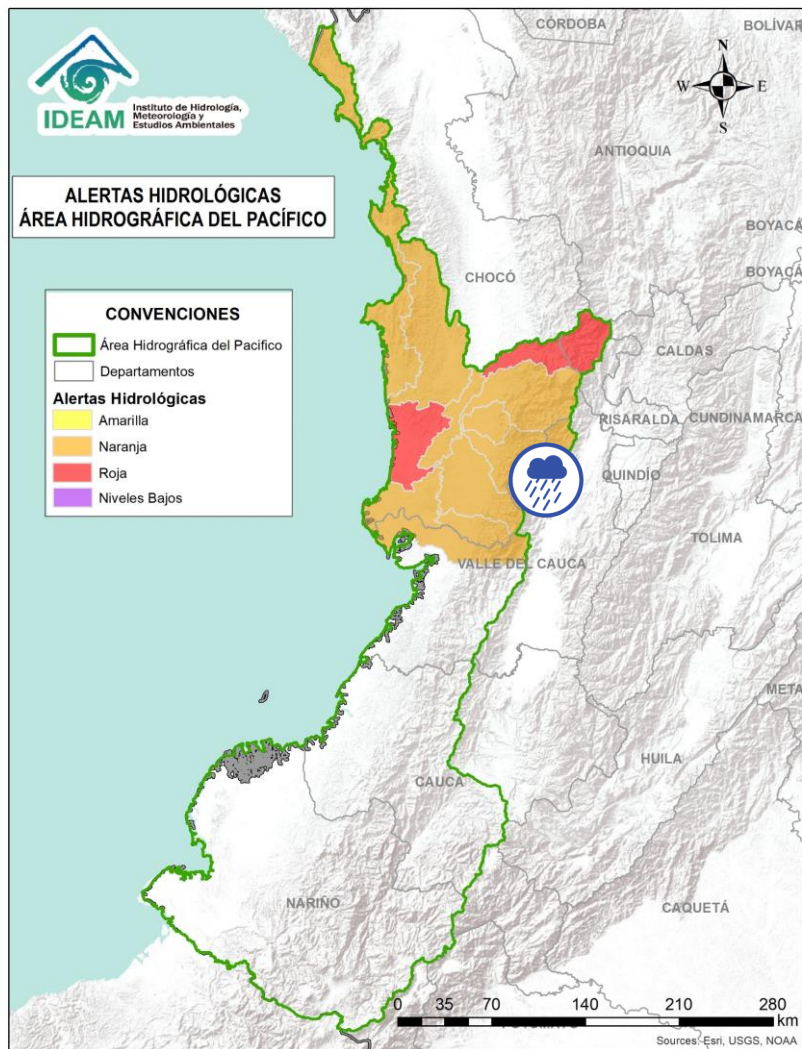 IDEAM
Instituto de Hidrología,
Meteorología y
Estudios Ambientales
ALERTAS HIDROLÓGICAS
ÁREA HIDROGRÁFICA DEL PACÍFICO
CONVENCIONES
Área Hidrográfica del Pacifico
Departamentos
Alertas Hidrológicas
Amarilla
Naranja
Roja
Niveles Bajos
N
W E
S
CÓRDOBA
BOLÍVAR
ANTIOQUIA
BOYACÁ
BOYACÁ
CHOCÓ
CALDAS
RISARALDA
CUNDINAMARCA
QUINDÍO
TOLIMA
VALLE DEL CAUCA
META
HUILA
CAUCA
NARIÑO
CAQUETÁ
0 35 70 140 210 280
km
Sources: Esri, USGS, NOAA